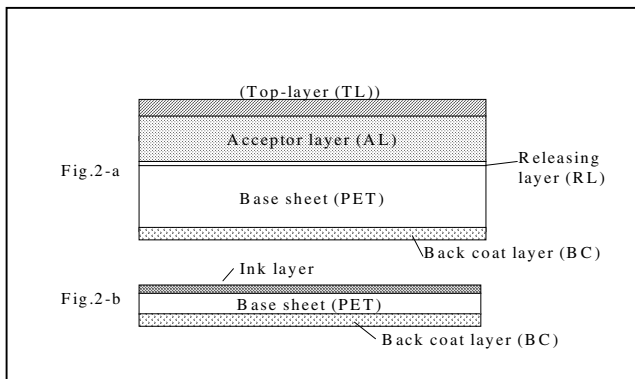 (Top-layer (TL))
Acceptor layer (AL)
Fig.2-a
Releasing
layer (RL)
Base sheet (PET)
Back coat layer (BC)
Ink layer
Fig.2-b
Base sheet (PET)
Back coat layer (BC)